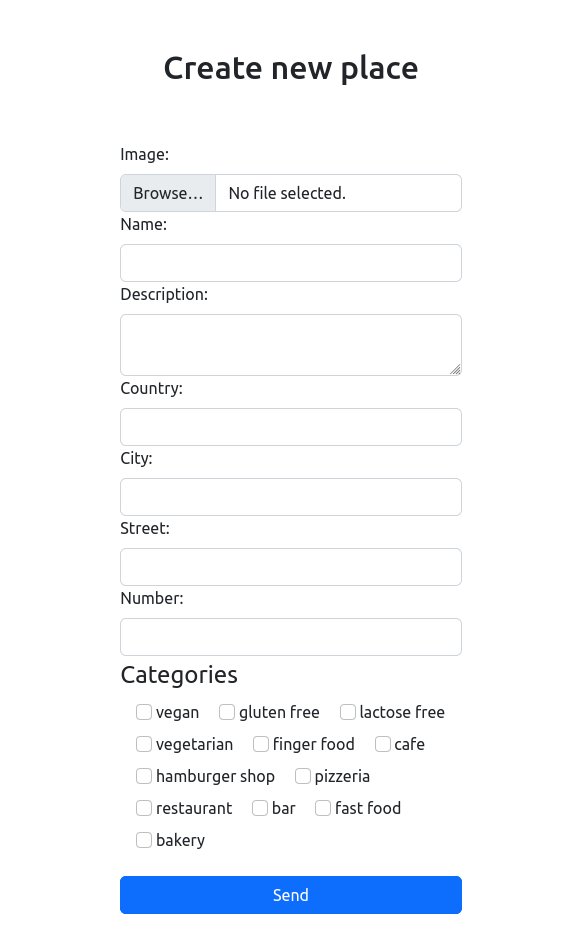 Create new place
Image:
Browse… No file selected.
Name:
Description:
Country:
City:
Street:
Number:
Categories
vegan gluten free lactose free
vegetarian finger food cafe
hamburger shop pizzeria
restaurant bar fast food
bakery
Send